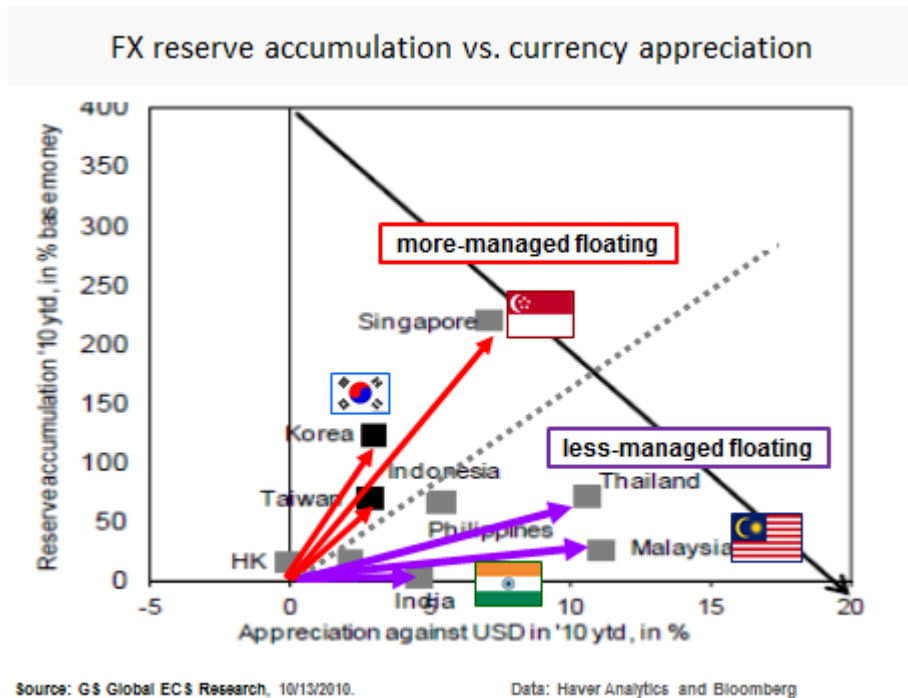 FX reserve accumulation vs. currency appreciation
Reserve accumulation '10 ytd, in % base money
400
350
300
250
200
150
100
50
0
more-managed floating
Singapore
Korea
less-managed floating
Indonesia
Thailand
Taiwan
Philippines
Malaysia
HK
India
-5
0
5
10
15
20
Appreciation against USD in '10 ytd, in %
Source: GS Global ECS Research, 10/13/2010.
Data: Haver Analytics and Bloomberg